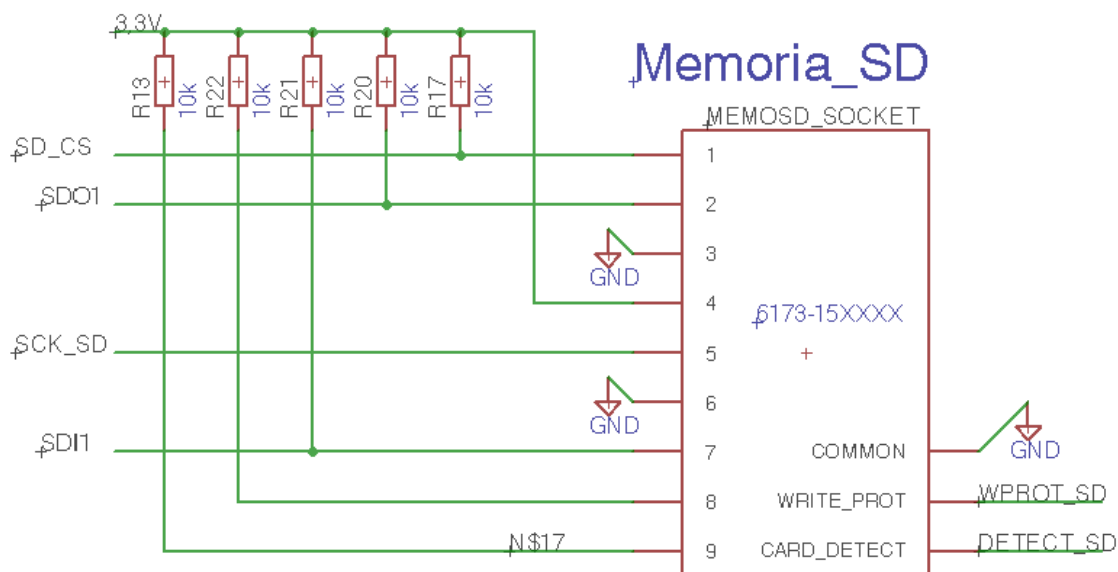 3,3V
Memoria_SD
R13 10k R22 10k R21 10k R20 10k R17 10k
MEMOSD_SOCKET
SD_CS 1
SDO1 2
3
GND
4
6173-15XXXX
SCK_SD 5
6
GND
SDI1 7 COMMON GND
8 WRITE_PROT WPROT_SD
N$17 9 CARD_DETECT DETECT_SD